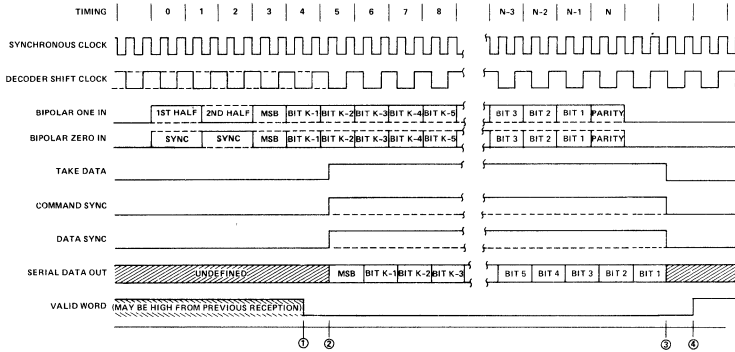 TIMING 0 1 2 3 4 5 6 7 8 N-3 N-2 N-1 N
SYNCHRONOUS CLOCK
DECODER SHIFT CLOCK
BIPOLAR ONE IN 1ST HALF 2ND HALF MSB BIT K-1 BIT K-2 BIT K-3 BIT K-4 BIT K-5 BIT 3 BIT 2 BIT 1 PARITY
BIPOLAR ZERO IN SYNC SYNC MSB BIT K-1 BIT K-2 BIT K-3 BIT K-4 BIT K-5 BIT 3 BIT 2 BIT 1 PARITY
TAKE DATA
COMMAND SYNC
DATA SYNC
SERIAL DATA OUT UNDEFINED MSB BIT K-1 BIT K-2 BIT K-3 BIT 5 BIT 4 BIT 3 BIT 2 BIT 1
VALID WORD (MAY BE HIGH FROM PREVIOUS RECEPTION)
① ② ③ ④